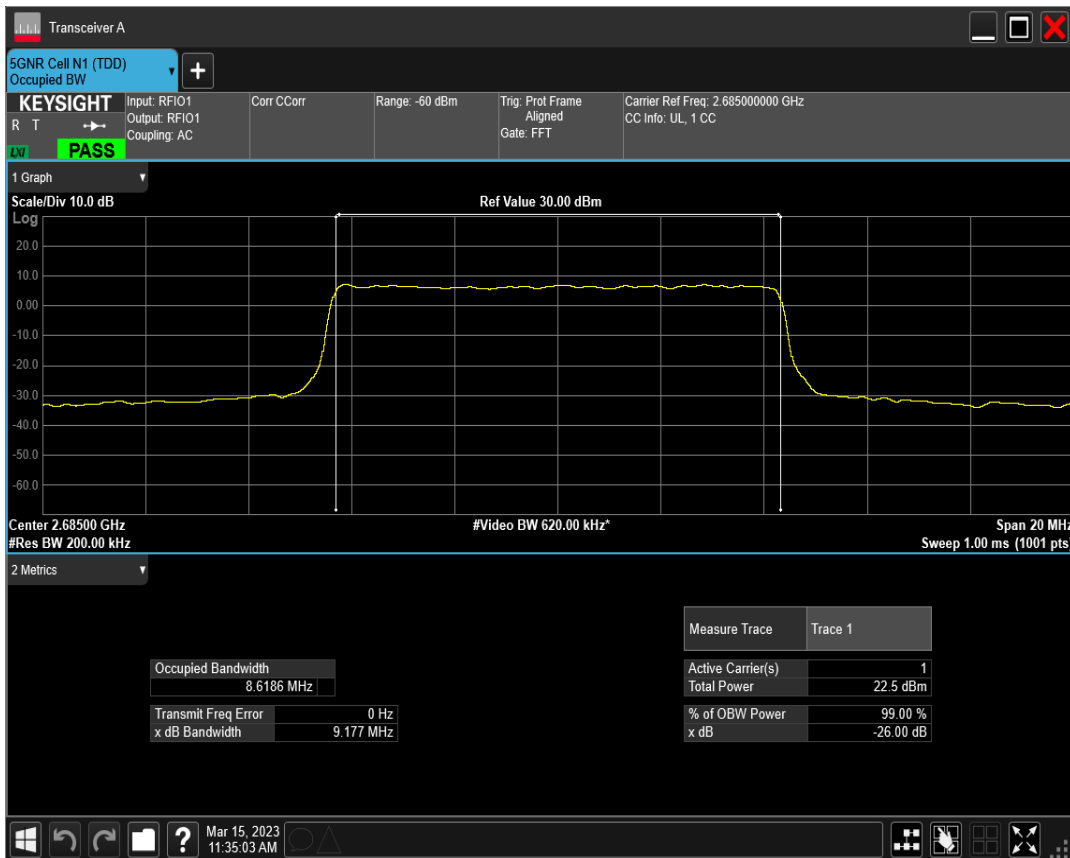 Transceiver A
5GNR Cell N1 (TDD)
Occupied BW
+
KEYSIGHT
R T
LXI
PASS
Input: RFIO1
Output: RFIO1
Coupling: AC
Corr CCorr
Range: -60 dBm
Trig: Prot Frame
Aligned
Gate: FFT
Carrier Ref Freq: 2.685000000 GHz
CC Info: UL, 1 CC
1 Graph
Scale/Div 10.0 dB
Ref Value 30.00 dBm
Log
20.0
10.0
0.00
-10.0
-20.0
-30.0
-40.0
-50.0
-60.0
Center 2.68500 GHz
#Video BW 620.00 kHz*
Span 20 MHz
#Res BW 200.00 kHz
Sweep 1.00 ms (1001 pts)
2 Metrics
Measure Trace Trace 1
Occupied Bandwidth
8.6186 MHz
Active Carrier(s) 1
Total Power 22.5 dBm
Transmit Freq Error 0 Hz
x dB Bandwidth 9.177 MHz
% of OBW Power 99.00 %
x dB -26.00 dB
?
Mar 15, 2023
11:35:03 AM